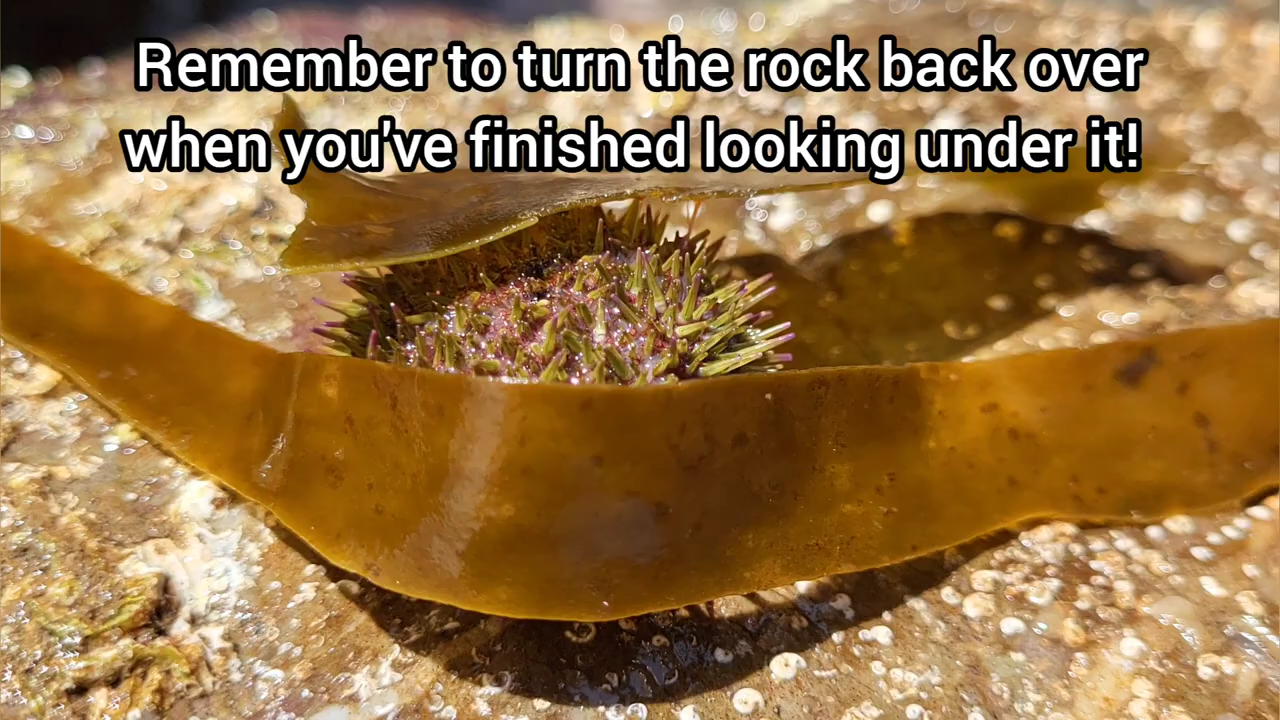 Remember to turn the rock back over
when you've finished looking under it!